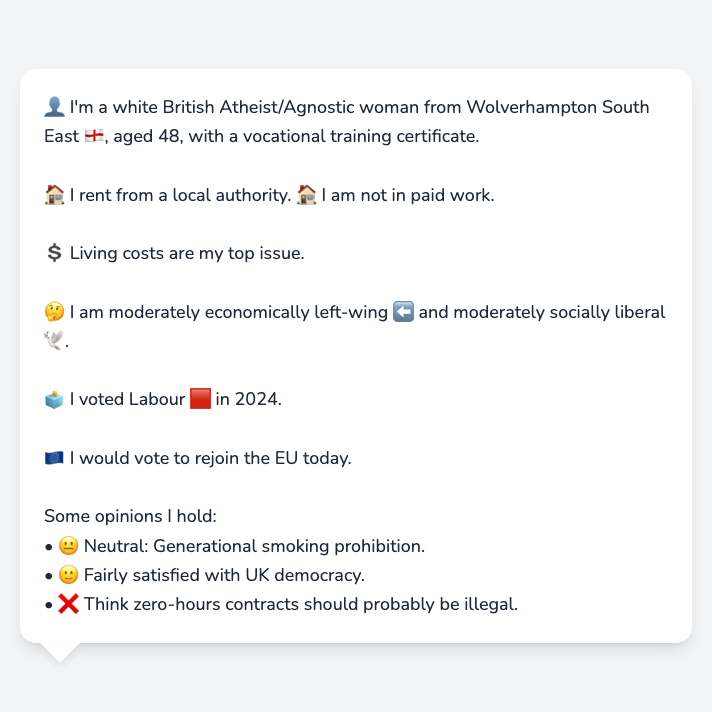 👤 I'm a white British Atheist/Agnostic woman from Wolverhampton South
East 🏴󠁧󠁢󠁥󠁮󠁧󠁿, aged 48, with a vocational training certificate.
🏠 I rent from a local authority. 🏠 I am not in paid work.
💲 Living costs are my top issue.
🤔 I am moderately economically left-wing ⬅️ and moderately socially liberal
🕊️.
🗳️ I voted Labour 🟥 in 2024.
🇪🇺 I would vote to rejoin the EU today.
Some opinions I hold:
• 😐 Neutral: Generational smoking prohibition.
• 🙂 Fairly satisfied with UK democracy.
• ❌ Think zero-hours contracts should probably be illegal.